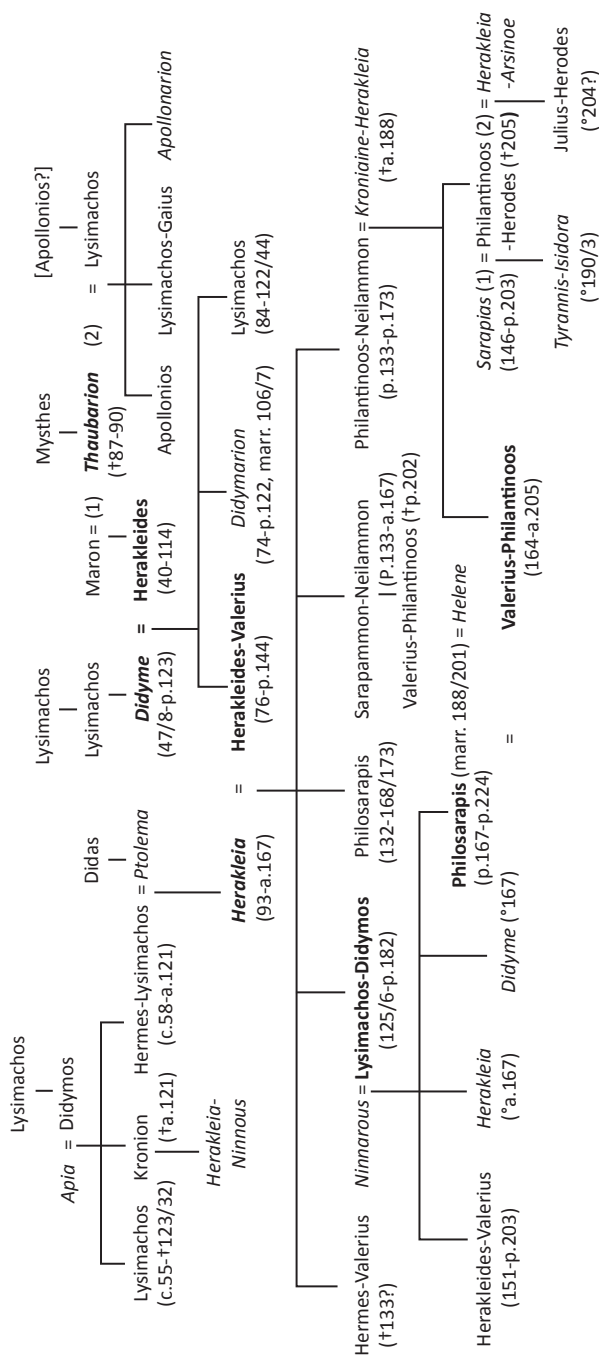 Lysimachos
Apia = Didymos
Lysimachos
(c.55-†123/32)
Kronion
(†a.121)
Hermes-Lysimachos
(c.58-a.121)
Herakleia-
Ninnous
Didas
= Ptolema
Herakleia
(93-a.167)
Lysimachos
Lysimachos
Didyme
(47/8-p.123)
=
Maron = (1)
Herakleides
(40-114)
Mysthes
Thaubarion
(†87-90)
(2)
=
[Apollonios?]
Lysimachos
Apollonios
Lysimachos-Gaius
Apollonarion
=
Herakleides-Valerius
(76-p.144)
Didymarion
(74-p.122, marr. 106/7)
Lysimachos
(84-122/44)
Hermes-Valerius
(†133?)
Ninnarous = Lysimachos-Didymos
(125/6-p.182)
Philosarapis
(132-168/173)
Sarapammon-Neilammon
(P.133-a.167)
Valerius-Philantinoos (†p.202)
Philantinoos-Neilammon = Kroniaine-Herakleia
(p.133-p.173)
(†a.188)
Herakleides-Valerius
(151-p.203)
Herakleia
(°a.167)
Didyme (°167)
Philosarapis (marr. 188/201) = Helene
(p.167-p.224)
=
Valerius-Philantinoos
(164-a.205)
Sarapias (1) = Philantinoos (2) = Herakleia
(146-p.203)
-Herodes (†205)
-Arsinoe
Tyrannis-Isidora
(°190/3)
Julius-Herodes
(°204?)